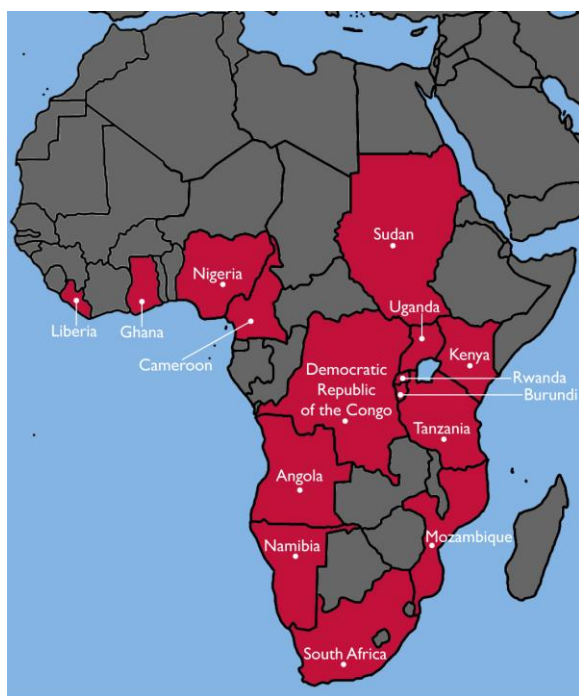 Sudan
Nigeria
Uganda
Liberia
Ghana
Cameroon
Kenya
Democratic
Republic
of the Congo
Rwanda
Burundi
Tanzania
Angola
Mozambique
Namibia
South Africa